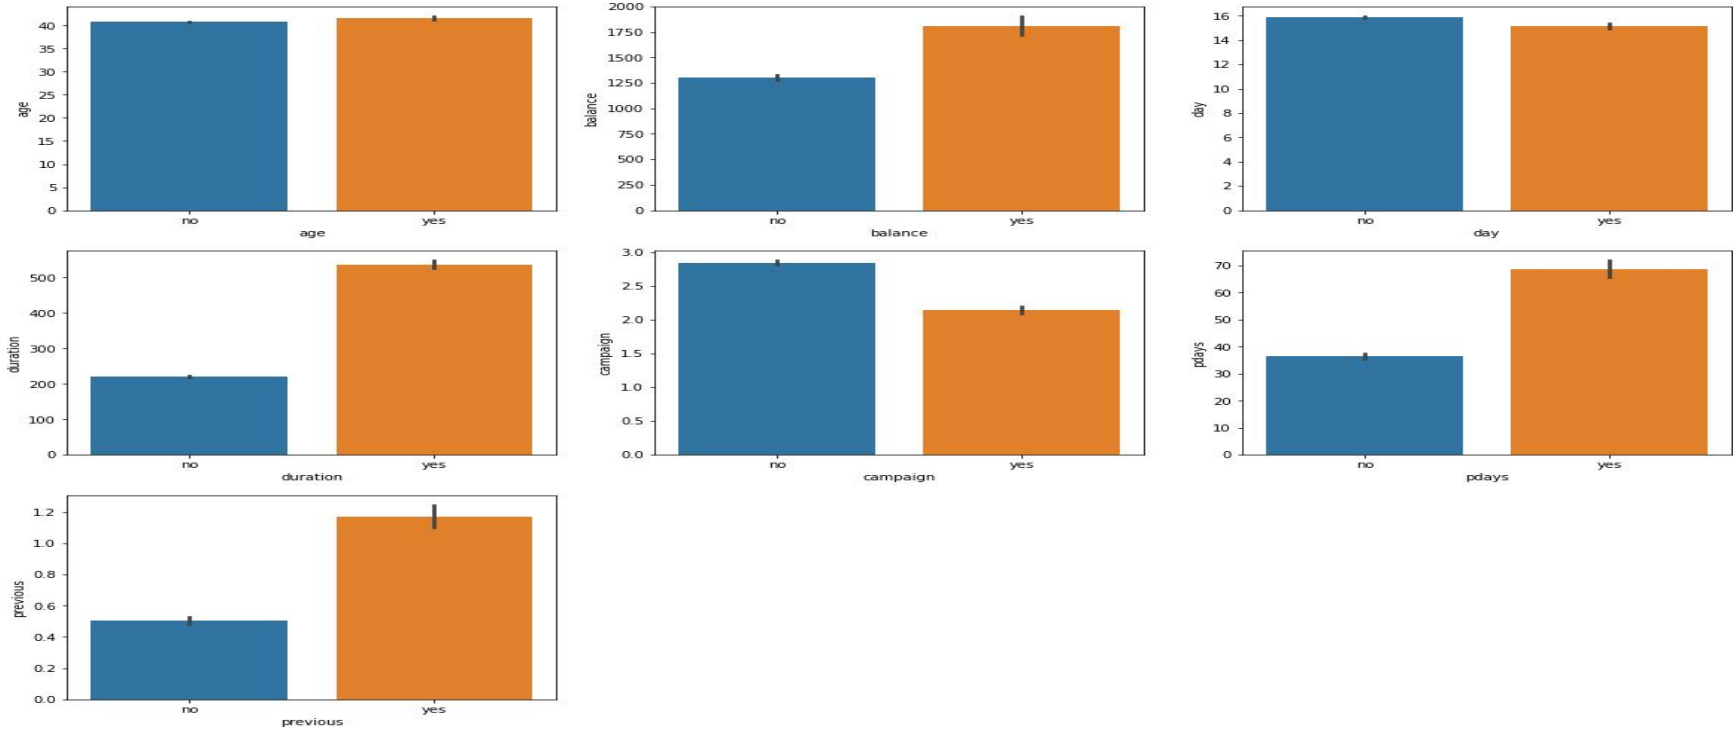 40
35
30
25
20
15
10
5
0
age
no
yes
age
2000
1750
1500
1250
1000
750
500
250
0
balance
no
yes
balance
16
14
12
10
8
6
4
2
0
day
no
yes
day
500
400
300
200
100
0
duration
no
yes
duration
3.0
2.5
2.0
1.5
1.0
0.5
0.0
campaign
no
yes
campaign
70
60
50
40
30
20
10
0
pdays
no
yes
pdays
1.2
1.0
0.8
0.6
0.4
0.2
0.0
previous
no
yes
previous